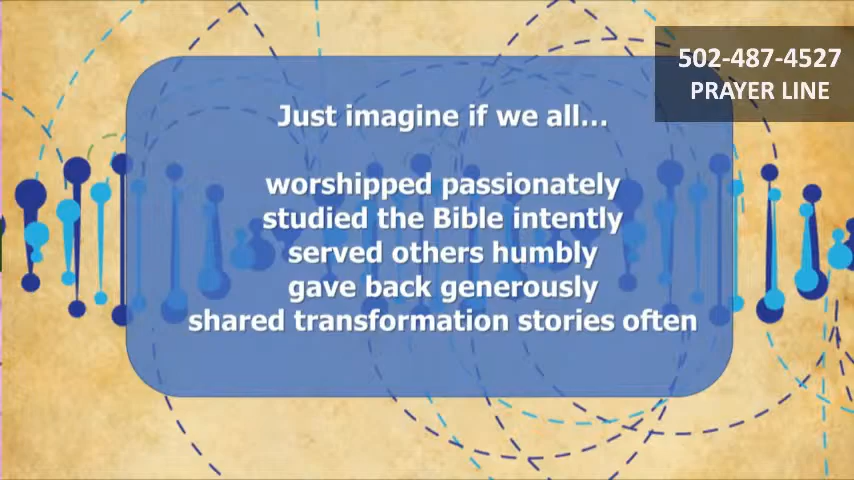 502-487-4527
PRAYER LINE
Just imagine if we all...
worshipped passionately
studied the Bible intently
served others humbly
gave back generously
shared transformation stories often